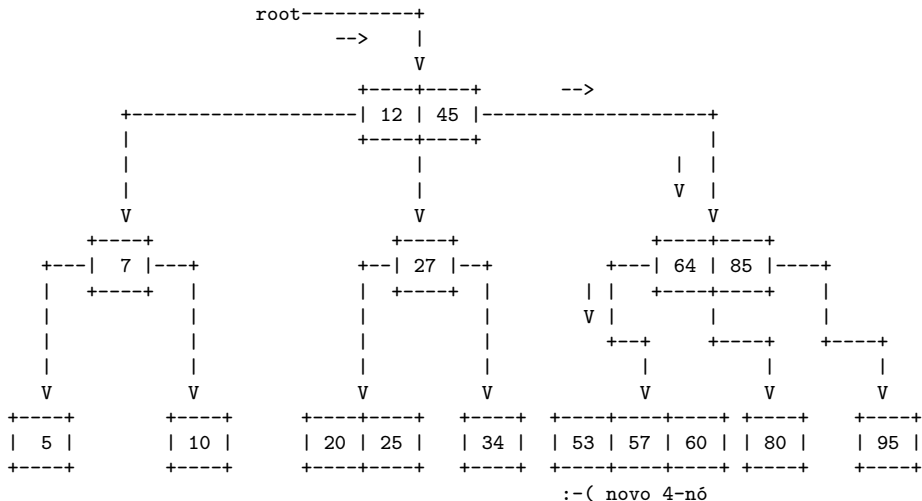 root----------+
-->    |
V
+----+----+       -->
+--------------------| 12 | 45 |--------------------+
|                    +----+----+                    |
|                         |                         |
|                         |                      |  |
|                         |                      V  |
V                         V                         V
+----+                    +----+                +----+----+
+---|  7 |---+              +--| 27 |--+          +---| 64 | 85 |----+
|   +----+   |              |  +----+  |        | |   +----+----+    |
|            |              |          |        V |        |         |
|            |              |          |          +--+     +----+    +----+
|            |              |          |             |          |         |
V            V              V          V             V          V         V
+----+        +----+      +----+----+  +----+  +----+----+----+ +----+    +----+
|  5 |        | 10 |      | 20 | 25 |  | 34 |  | 53 | 57 | 60 | | 80 |    | 95 |
+----+        +----+      +----+----+  +----+  +----+----+----+ +----+    +----+
:-( novo 4-nó